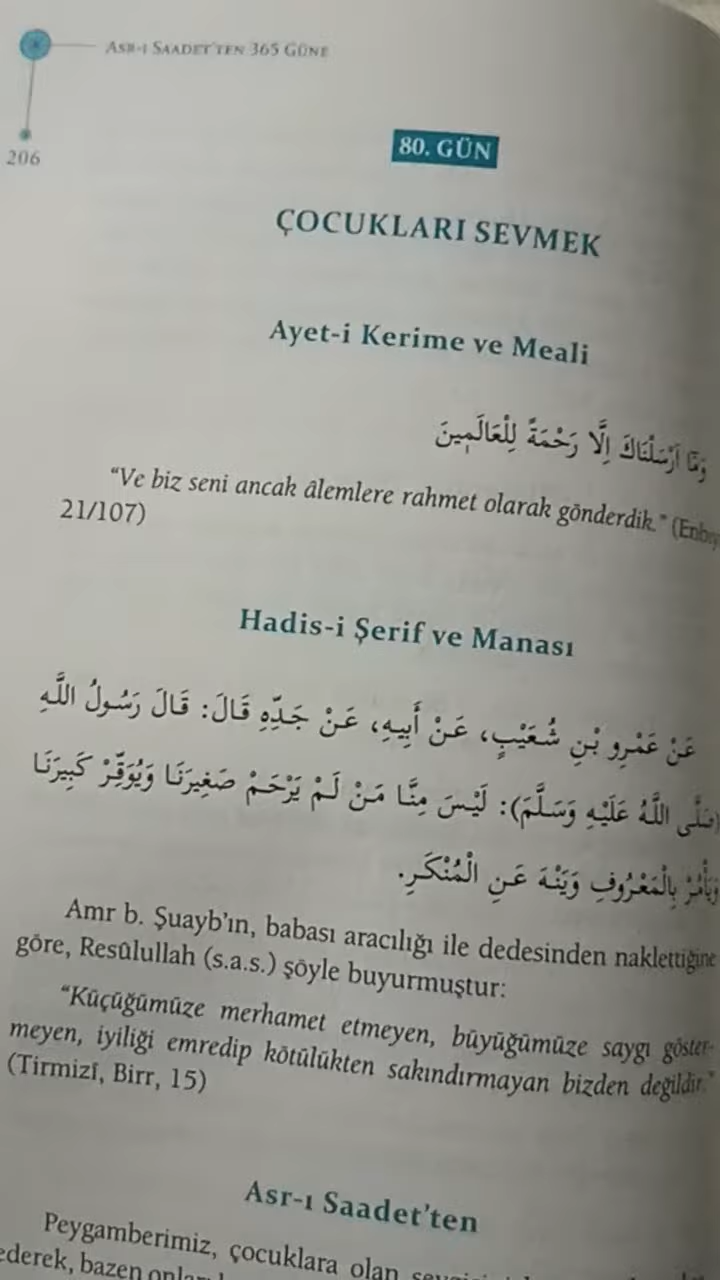 ASR-I SAADET'TEN 365 GÜNE
206
80. GÜN
ÇOCUKLARI SEVMEK
Ayet-i Kerime ve Meali
وَمَٓا اَرْسَلْنَاكَ اِلَّا رَحْمَةً لِلْعَالَم۪ينَ
“Ve biz seni ancak âlemlere rahmet olarak gönderdik.” (Enbiy
21/107)
Hadis-i Şerif ve Manası
عَنْ عَمْرِو بْنِ شُعَيْبٍ، عَنْ أَبِيهِ، عَنْ جَدِّهِ قَالَ: قَالَ رَسُولُ اللَّهِ
(صَلَّى اللَّهُ عَلَيْهِ وَسَلَّمَ): لَيْسَ مِنَّا مَنْ لَمْ يَرْحَمْ صَغِيرَنَا وَيُوَقِّرْ كَبِيرَنَا
وَيَأْمُرْ بِالْمَعْرُوفِ وَيَنْهَ عَنِ الْمُنْكَرِ.
Amr b. Şuayb’ın, babası aracılığı ile dedesinden naklettiğine
göre, Resûlullah (s.a.s.) şöyle buyurmuştur:
“Küçüğümüze merhamet etmeyen, büyüğümüze saygı göster-
meyen, iyiliği emredip kötülükten sakındırmayan bizden değildir.”
(Tirmizî, Birr, 15)
Asr-ı Saadet’ten
Peygamberimiz, çocuklara olan
ederek, bazen